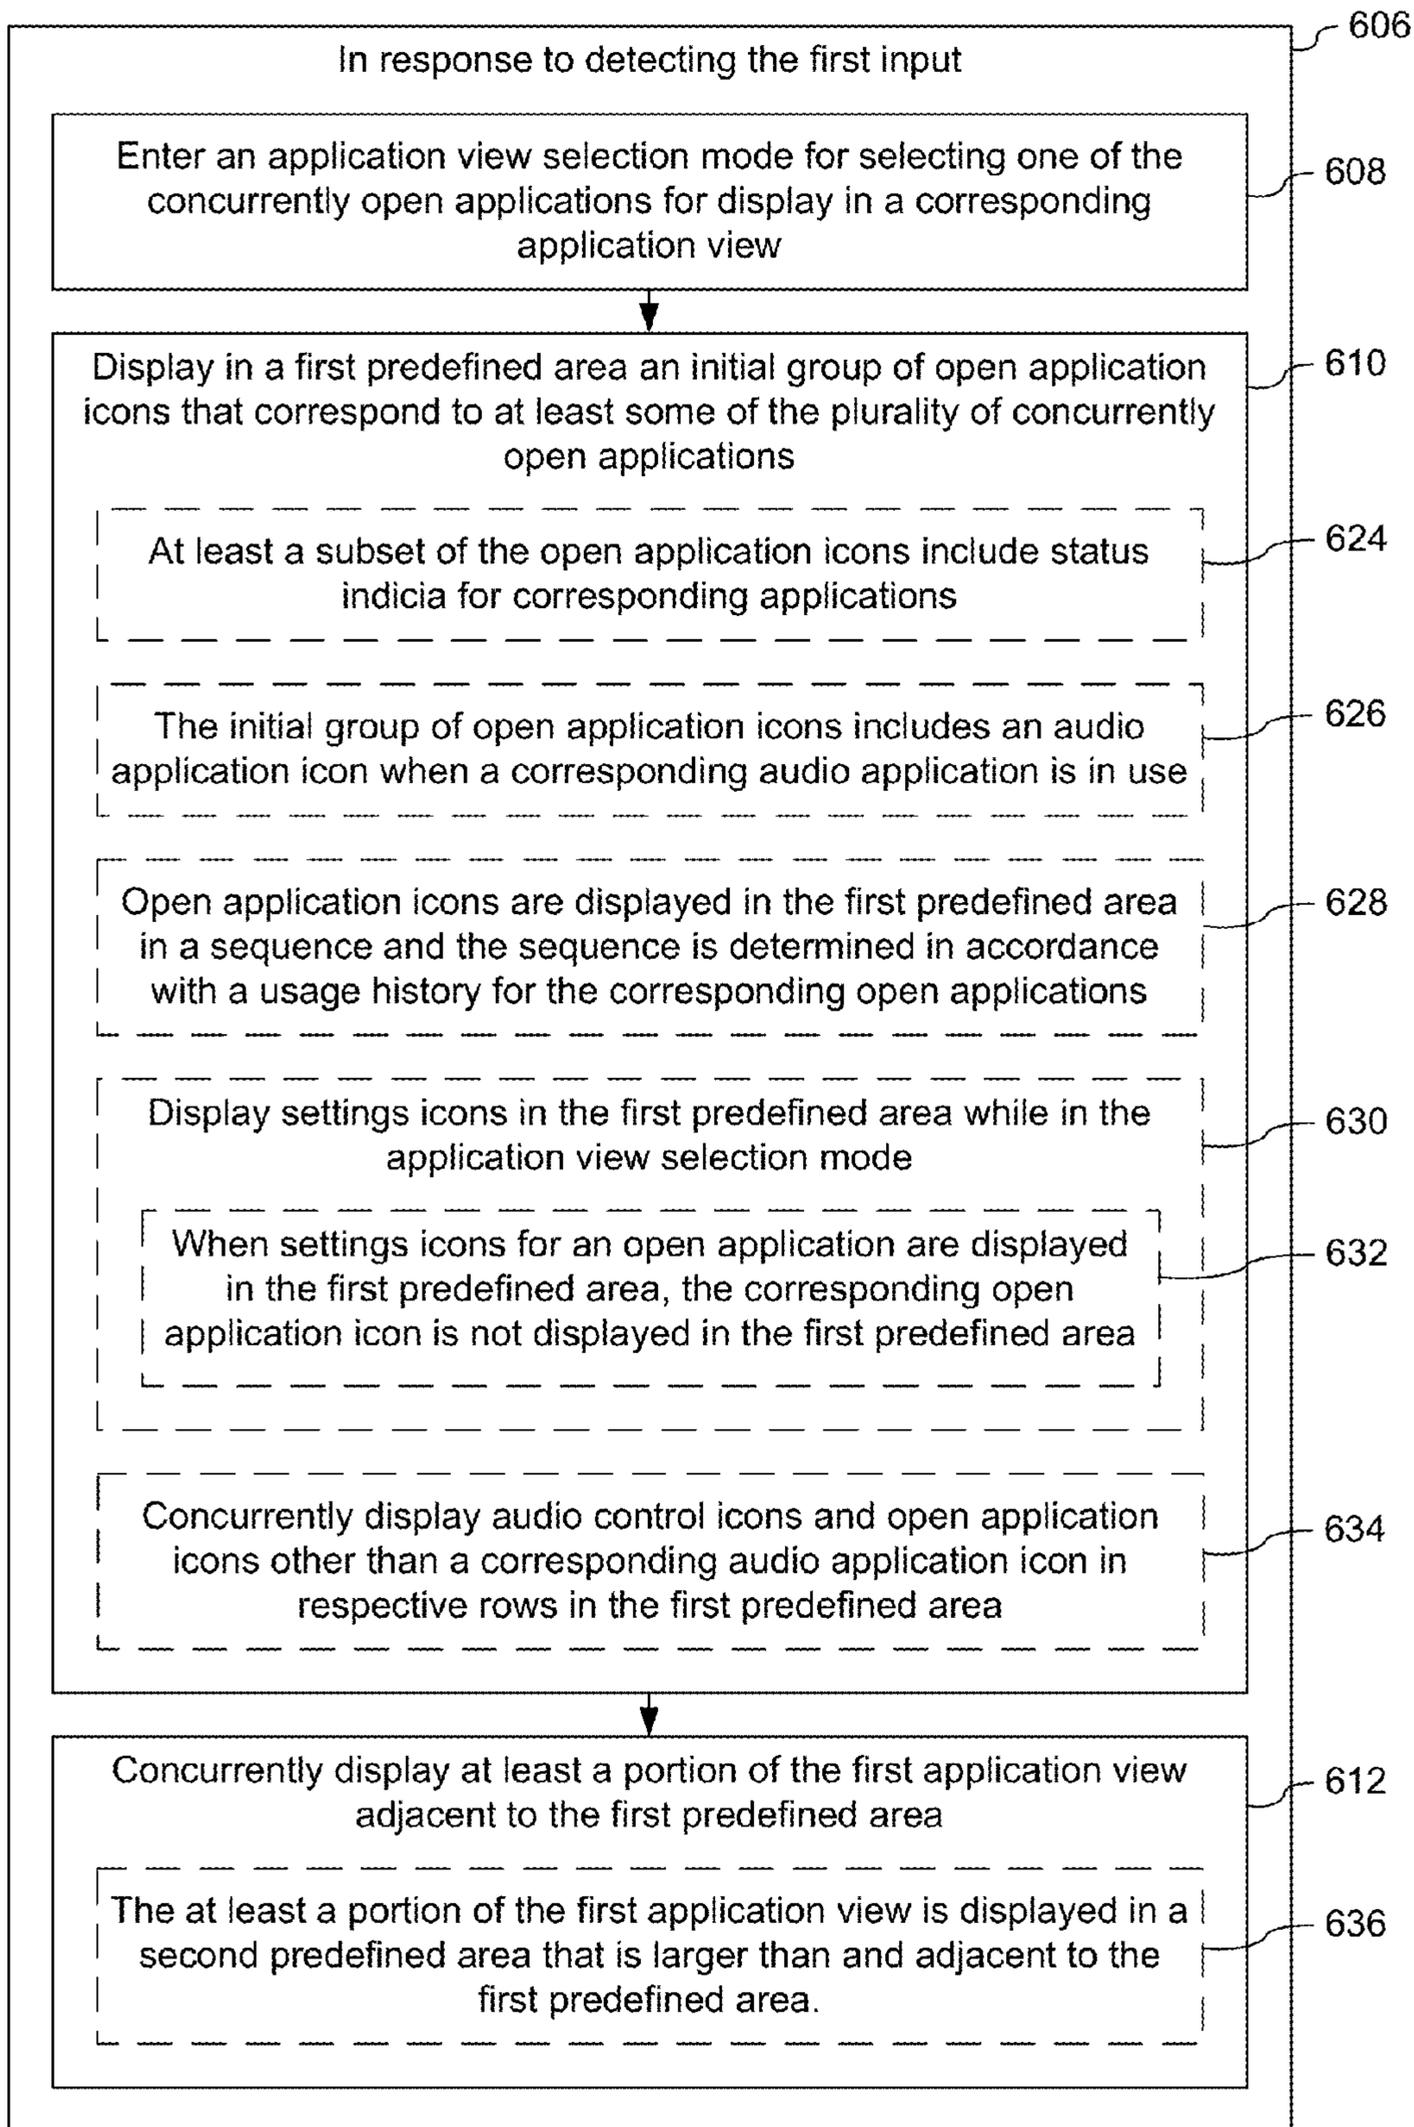 606
In response to detecting the first input
Enter an application view selection mode for selecting one of the
concurrently open applications for display in a corresponding
application view
608
Display in a first predefined area an initial group of open application
icons that correspond to at least some of the plurality of concurrently
open applications
610
At least a subset of the open application icons include status
indicia for corresponding applications
624
The initial group of open application icons includes an audio
application icon when a corresponding audio application is in use
626
Open application icons are displayed in the first predefined area
in a sequence and the sequence is determined in accordance
with a usage history for the corresponding open applications
628
Display settings icons in the first predefined area while in the
application view selection mode
630
When settings icons for an open application are displayed
in the first predefined area, the corresponding open
application icon is not displayed in the first predefined area
632
Concurrently display audio control icons and open application
icons other than a corresponding audio application icon in
respective rows in the first predefined area
634
Concurrently display at least a portion of the first application view
adjacent to the first predefined area
612
The at least a portion of the first application view is displayed in a
second predefined area that is larger than and adjacent to the
first predefined area.
636